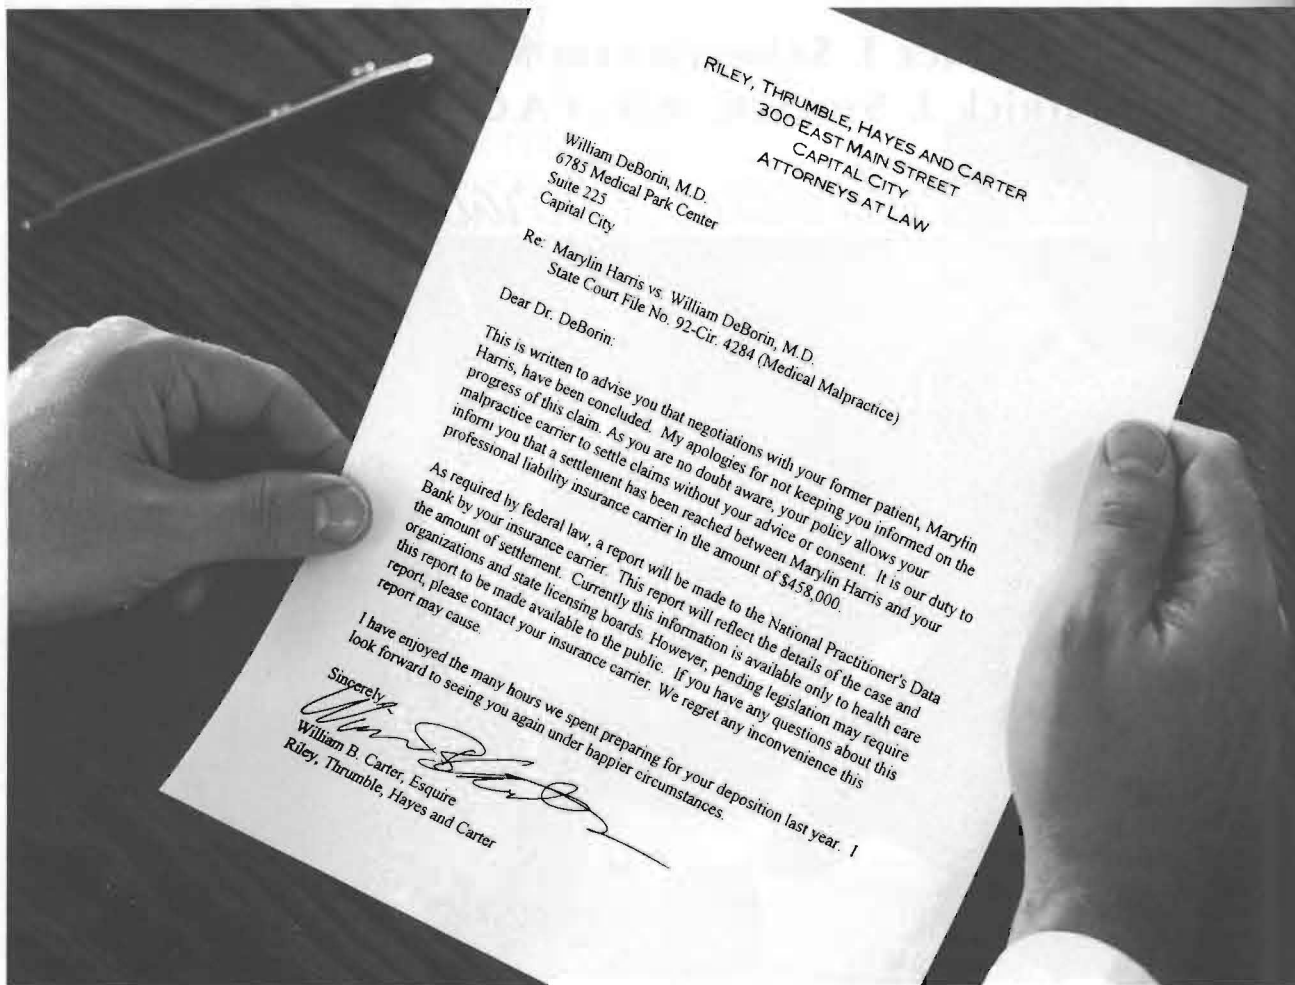 RILEY, THRUMBLE, HAYES AND CARTER
300 EAST MAIN STREET
CAPITAL CITY
ATTORNEYS AT LAW
William DeBorin, M.D.
6785 Medical Park Center
Suite 225
Capital City
Re: Marylin Harris vs. William DeBorin, M.D.
State Court File No. 92-Cir. 4284 (Medical Malpractice)
Dear Dr. DeBorin:
This is written to advise you that negotiations with your former patient, Marylin
Harris, have been concluded. My apologies for not keeping you informed on the
progress of this claim. As you are no doubt aware, your policy allows your
malpractice carrier to settle claims without your advice or consent. It is our duty to
inform you that a settlement has been reached between Marylin Harris and your
professional liability insurance carrier in the amount of $458,000.
As required by federal law, a report will be made to the National Practitioner's Data
Bank by your insurance carrier. This report will reflect the details of the case and
the amount of settlement. Currently this information is available only to health care
organizations and state licensing boards. However, pending legislation may require
this report to be made available to the public. If you have any questions about this
report, please contact your insurance carrier. We regret any inconvenience this
report may cause.
I have enjoyed the many hours we spent preparing for your deposition last year. I
look forward to seeing you again under happier circumstances.
Sincerely,
William B. Carter, Esquire
Riley, Thrumble, Hayes and Carter